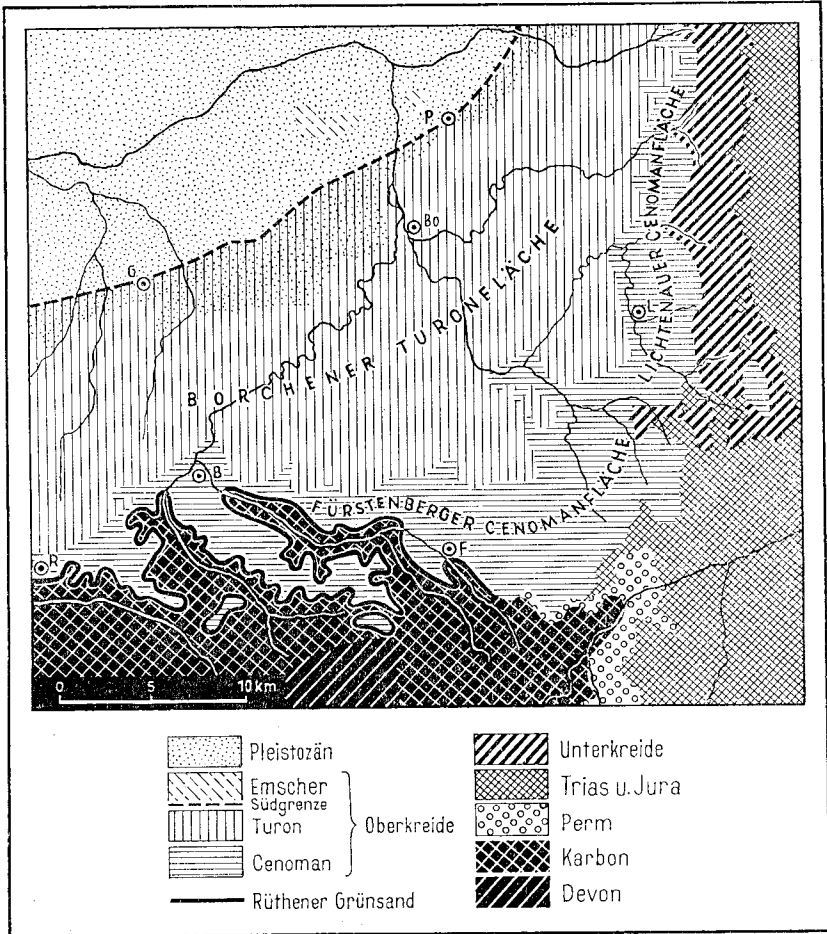 P
Bo
G
L
B
R
F
BORCHENER TURONFLÄCHE
LICHTENAUER CENOMANFLÄCHE
FÜRSTENBERGER CENOMANFLÄCHE
0 5 10 km
Pleistozän
Emscher
Südgrenze
Turon
Cenoman
Oberkreide
Rüthener Grünsand
Unterkreide
Trias u. Jura
Perm
Karbon
Devon